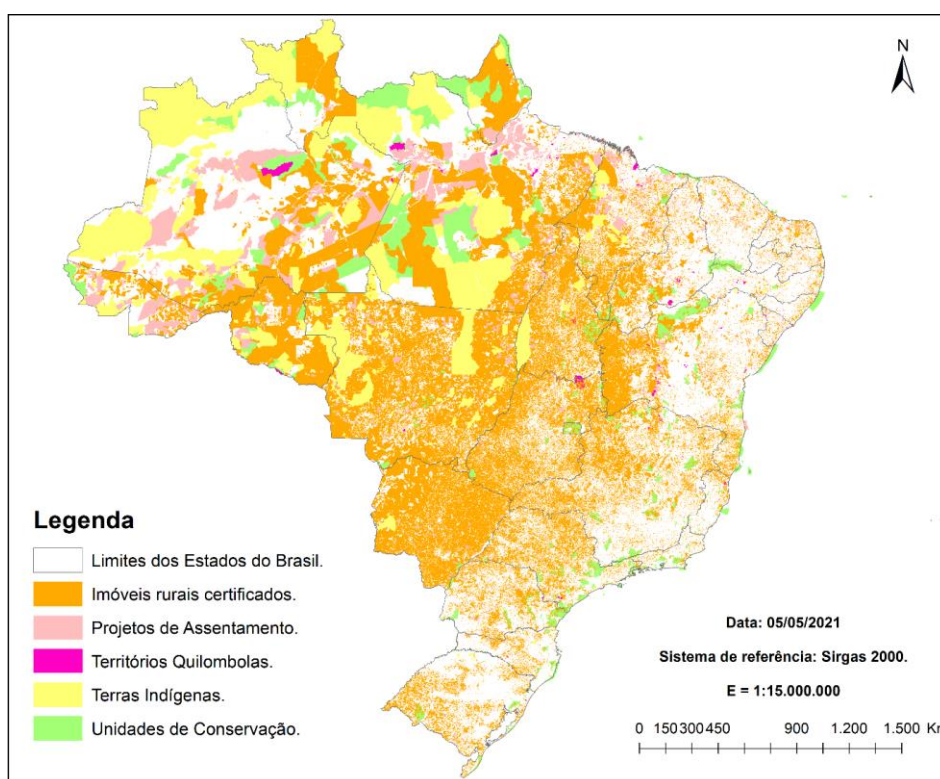 N
Legenda
Limites dos Estados do Brasil.
Imóveis rurais certificados.
Projetos de Assentamento.
Territórios Quilombolas.
Terras Indígenas.
Unidades de Conservação.
Data: 05/05/2021
Sistema de referência: Sirgas 2000.
E = 1:15.000.000
0 150 300 450 900 1.200 1.500 Km